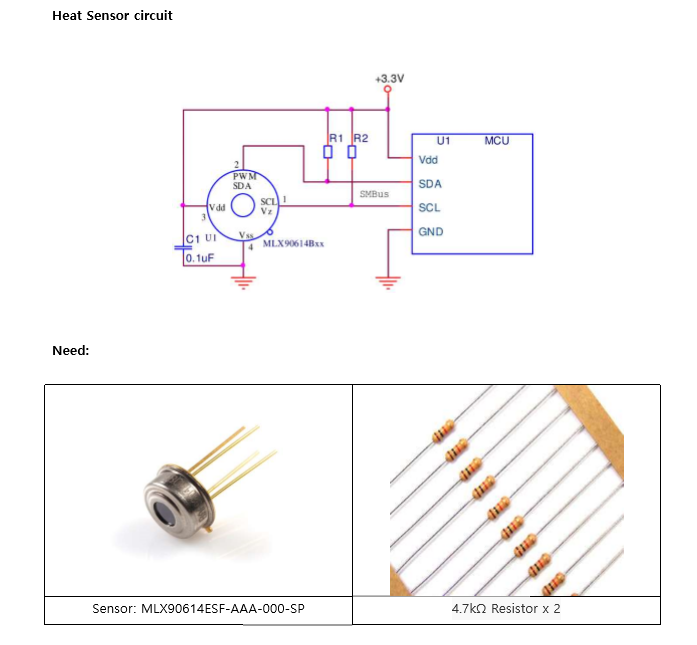 Heat Sensor circuit
+3.3V
R1 R2
U1 MCU
Vdd
SDA
SCL
GND
SMBus
2
PWM
SDA
SCL 1
Vz
Vdd
3
Vss
4
C1 U1
0.1uF
MLX90614Bxx
Need:
Sensor: MLX90614ESF-AAA-000-SP
4.7kΩ Resistor x 2